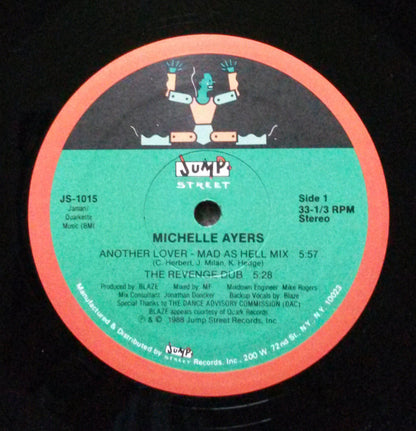 JUMP
STREET
JS-1015
Jamari/
Quarkette
Music (BMI)
Side 1
33-1/3 RPM
Stereo
MICHELLE AYERS
ANOTHER LOVER - MAD AS HELL MIX 5:57
(C. Herbert, J. Milan, K. Hedge)
THE REVENGE DUB 5:28
Produced by BLAZE Mixed by MF Mixdown Engineer Mike Rogers
Mix Consultant Jonathan Doncker Backup Vocals by Blaze
Special Thanks to THE DANCE ADVISORY COMMISSION (DAC)
BLAZE appears courtesy of Quark Records
℗ & © 1988 Jump Street Records, Inc.
Manufactured & Distributed by JUMP STREET Records, Inc., 200 W. 72nd St. NY, NY, 10023